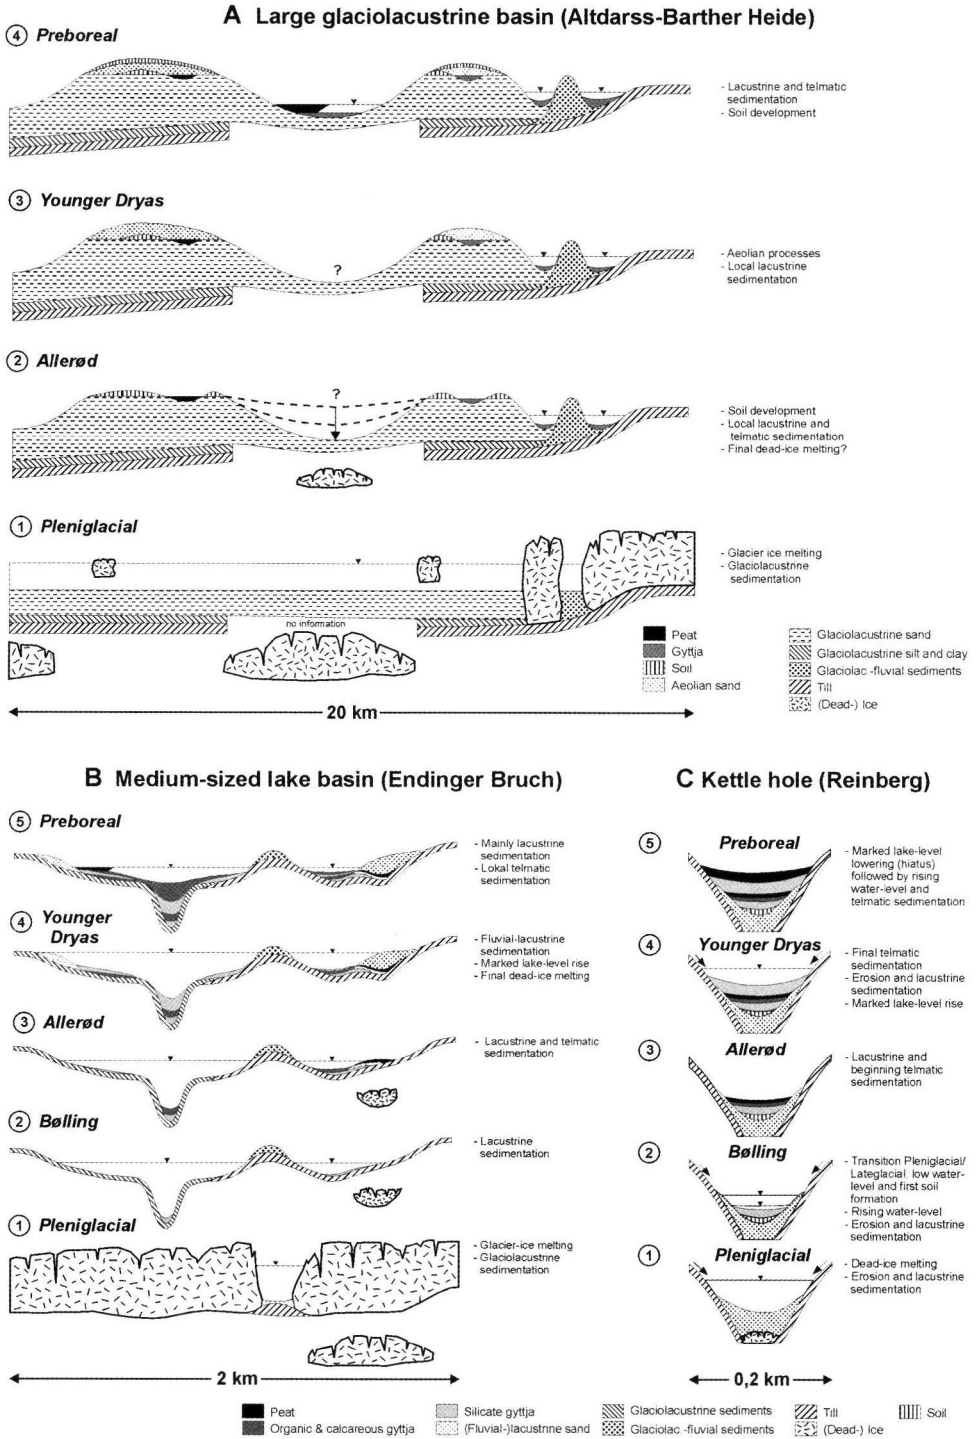 A Large glaciolacustrine basin (Altdarss-Barther Heide)
4 Preboreal
- Lacustrine and telmatic
sedimentation
- Soil development
3 Younger Dryas
?
- Aeolian processes
- Local lacustrine
sedimentation
2 Allerød
?
- Soil development
- Local lacustrine and
telmatic sedimentation
- Final dead-ice melting?
1 Pleniglacial
- Glacier ice melting
- Glaciolacustrine
sedimentation
no information
Peat
Gyttja
Soil
Aeolian sand
Glaciolacustrine sand
Glaciolacustrine silt and clay
Glaciolac.-fluvial sediments
Till
(Dead-) Ice
20 km
B Medium-sized lake basin (Endinger Bruch)
5 Preboreal
- Mainly lacustrine
sedimentation
- Lokal telmatic
sedimentation
4 Younger
Dryas
- Fluvial-lacustrine
sedimentation
- Marked lake-level rise
- Final dead-ice melting
3 Allerød
- Lacustrine and telmatic
sedimentation
2 Bølling
- Lacustrine
sedimentation
1 Pleniglacial
- Glacier-ice melting
- Glaciolacustrine
sedimentation
2 km
C Kettle hole (Reinberg)
5 Preboreal
- Marked lake-level
lowering (hiatus)
followed by rising
water-level and
telmatic sedimentation
4 Younger Dryas
- Final telmatic
sedimentation
- Erosion and lacustrine
sedimentation
- Marked lake-level rise
3 Allerød
- Lacustrine and
beginning telmatic
sedimentation
2 Bølling
- Transition Pleniglacial/
Lateglacial: low water-
level and first soil
formation
- Rising water-level
- Erosion and lacustrine
sedimentation
1 Pleniglacial
- Dead-ice melting
- Erosion and lacustrine
sedimentation
0,2 km
Peat
Organic & calcareous gyttja
Silicate gyttja
(Fluvial-)lacustrine sand
Glaciolacustrine sediments
Glaciolac.-fluvial sediments
Till
(Dead-) Ice
Soil